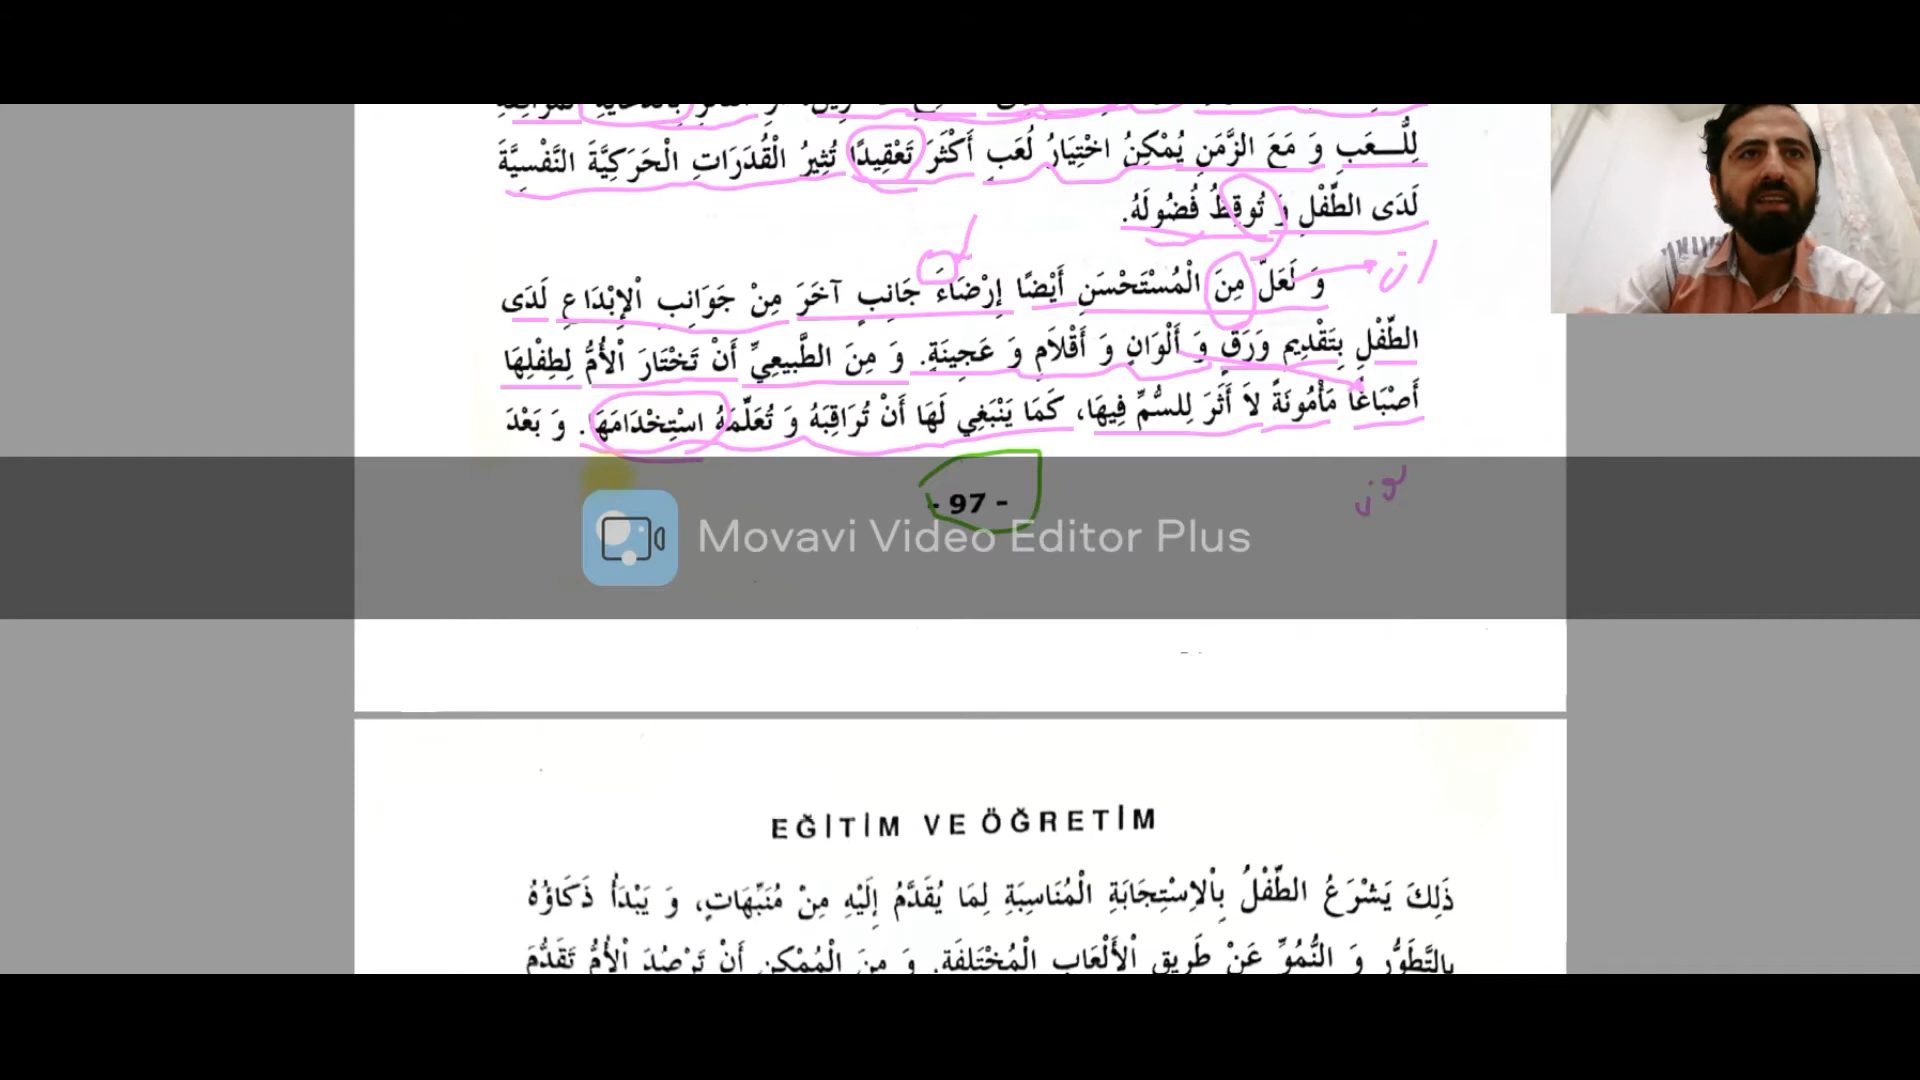 لِلُّـــعَبِ وَ مَعَ الزَّمَنِ يُمْكِنُ اخْتِيَارُ لُعَبٍ أَكْثَرَ تَعْقِيدًا تُثِيرُ الْقُدَرَاتِ الْحَرَكِيَّةَ النَّفْسِيَّةَ
لَدَى الطِّفْلِ وَ تُوقِظُ فُضُولَهُ.
وَ لَعَلَّ مِنَ الْمُسْتَحْسَنِ أَيْضًا إِرْضَاءَ جَانِبٍ آخَرَ مِنْ جَوَانِبِ الْإِبْدَاعِ لَدَى
الطِّفْلِ بِتَقْدِيمِ وَرَقٍ وَ أَلْوَانٍ وَ أَقْلَامٍ وَ عَجِينَةٍ. وَ مِنَ الطَّبِيعِيِّ أَنْ تَخْتَارَ الْأُمُّ لِطِفْلِهَا
أَصْبَاغًا مَأْمُونَةً لاَ أَثَرَ لِلسُّمِّ فِيهَا، كَمَا يَنْبَغِي لَهَا أَنْ تُرَاقِبَهُ وَ تُعَلِّمَهُ اسْتِخْدَامَهَا. وَ بَعْدَ
- 97 -
Movavi Video Editor Plus
EĞİTİM VE ÖĞRETİM
ذَلِكَ يَشْرَعُ الطِّفْلُ بِاْلاِسْتِجَابَةِ الْمُنَاسِبَةِ لِمَا يُقَدَّمُ إِلَيْهِ مِنْ مُنَبِّهَاتٍ، وَ يَبْدَأُ ذَكَاؤُهُ
بِالتَّطَوُّرِ وَ النُّمُوِّ عَنْ طَرِيقِ الْأَلْعَابِ الْمُخْتَلِفَةِ. وَ مِنَ الْمُمْكِنِ أَنْ تَرْصُدَ الْأُمُّ تَقَدُّمَ